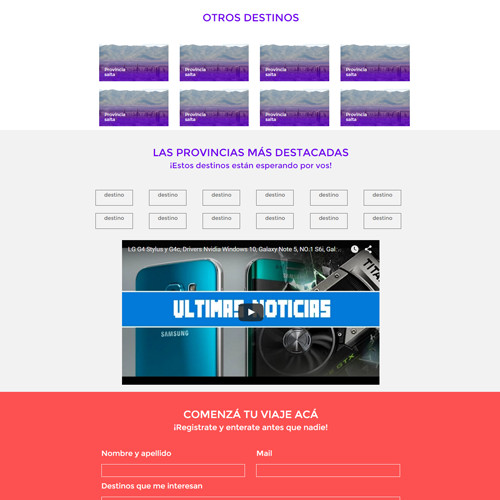 OTROS DESTINOS
Provincia Provincia Provincia Provincia
salta salta salta salta
Provincia Provincia Provincia Provincia
salta salta salta salta
LAS PROVINCIAS MÁS DESTACADAS
¡Estos destinos están esperando por vos!
destino destino destino destino destino destino
destino destino destino destino destino destino
LG G4 Stylus y G4c, Drivers Nvidia Windows 10, Galaxy Note 5, NO.1 S6i, Gal...
TITAN
ULTIMAS NOTICIAS
SAMSUNG
GTX
COMENZÁ TU VIAJE ACÁ
¡Registrate y enterate antes que nadie!
Nombre y apellido Mail
Destinos que me interesan